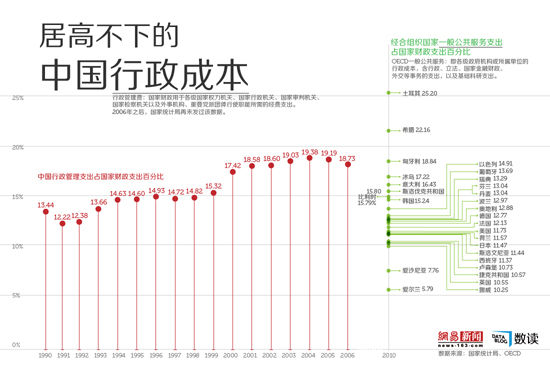 居高不下的
中国行政成本
行政管理费：国家财政用于各级国家权力机关、国家行政机关、国家审判机关、
国家检察机关以及外事机构、重要党派团体行使职能所需的经费支出。
2006年之后，国家统计局再未发过该数据。
经合组织国家一般公共服务支出
占国家财政支出百分比
OECD一般公共服务：即各级政府机构或所属单位的
行政成本，含行政、立法、国家金融财政、
外交等事务的支出，以及基础科研支出。
中国行政管理支出占国家财政支出百分比
25%
20%
15%
10%
5%
0%
13.44
12.22
12.38
13.66
14.63
14.60
14.93
14.72
14.82
15.32
17.42
18.58
18.60
19.03
19.38
19.19
18.73
1990
1991
1992
1993
1994
1995
1996
1997
1998
1999
2000
2001
2002
2003
2004
2005
2006
2010
土耳其 25.20
希腊 22.16
匈牙利 18.84
冰岛 17.22
意大利 16.43
15.80 斯洛伐克共和国
比利时 15.79%
韩国15.24
爱沙尼亚 7.76
爱尔兰 5.79
以色列 14.91
葡萄牙 13.69
瑞典 13.29
芬兰 13.04
丹麦 13.04
波兰 12.97
奥地利 12.88
德国 12.77
法国 12.13
美国 11.73
荷兰 11.57
日本 11.47
斯洛文尼亚 11.44
西班牙 11.37
卢森堡 10.73
捷克共和国 10.57
英国 10.55
挪威 10.25
網易 新闻
news.163.com
DATA
BLOG
数读
数据来源：国家统计局、OECD